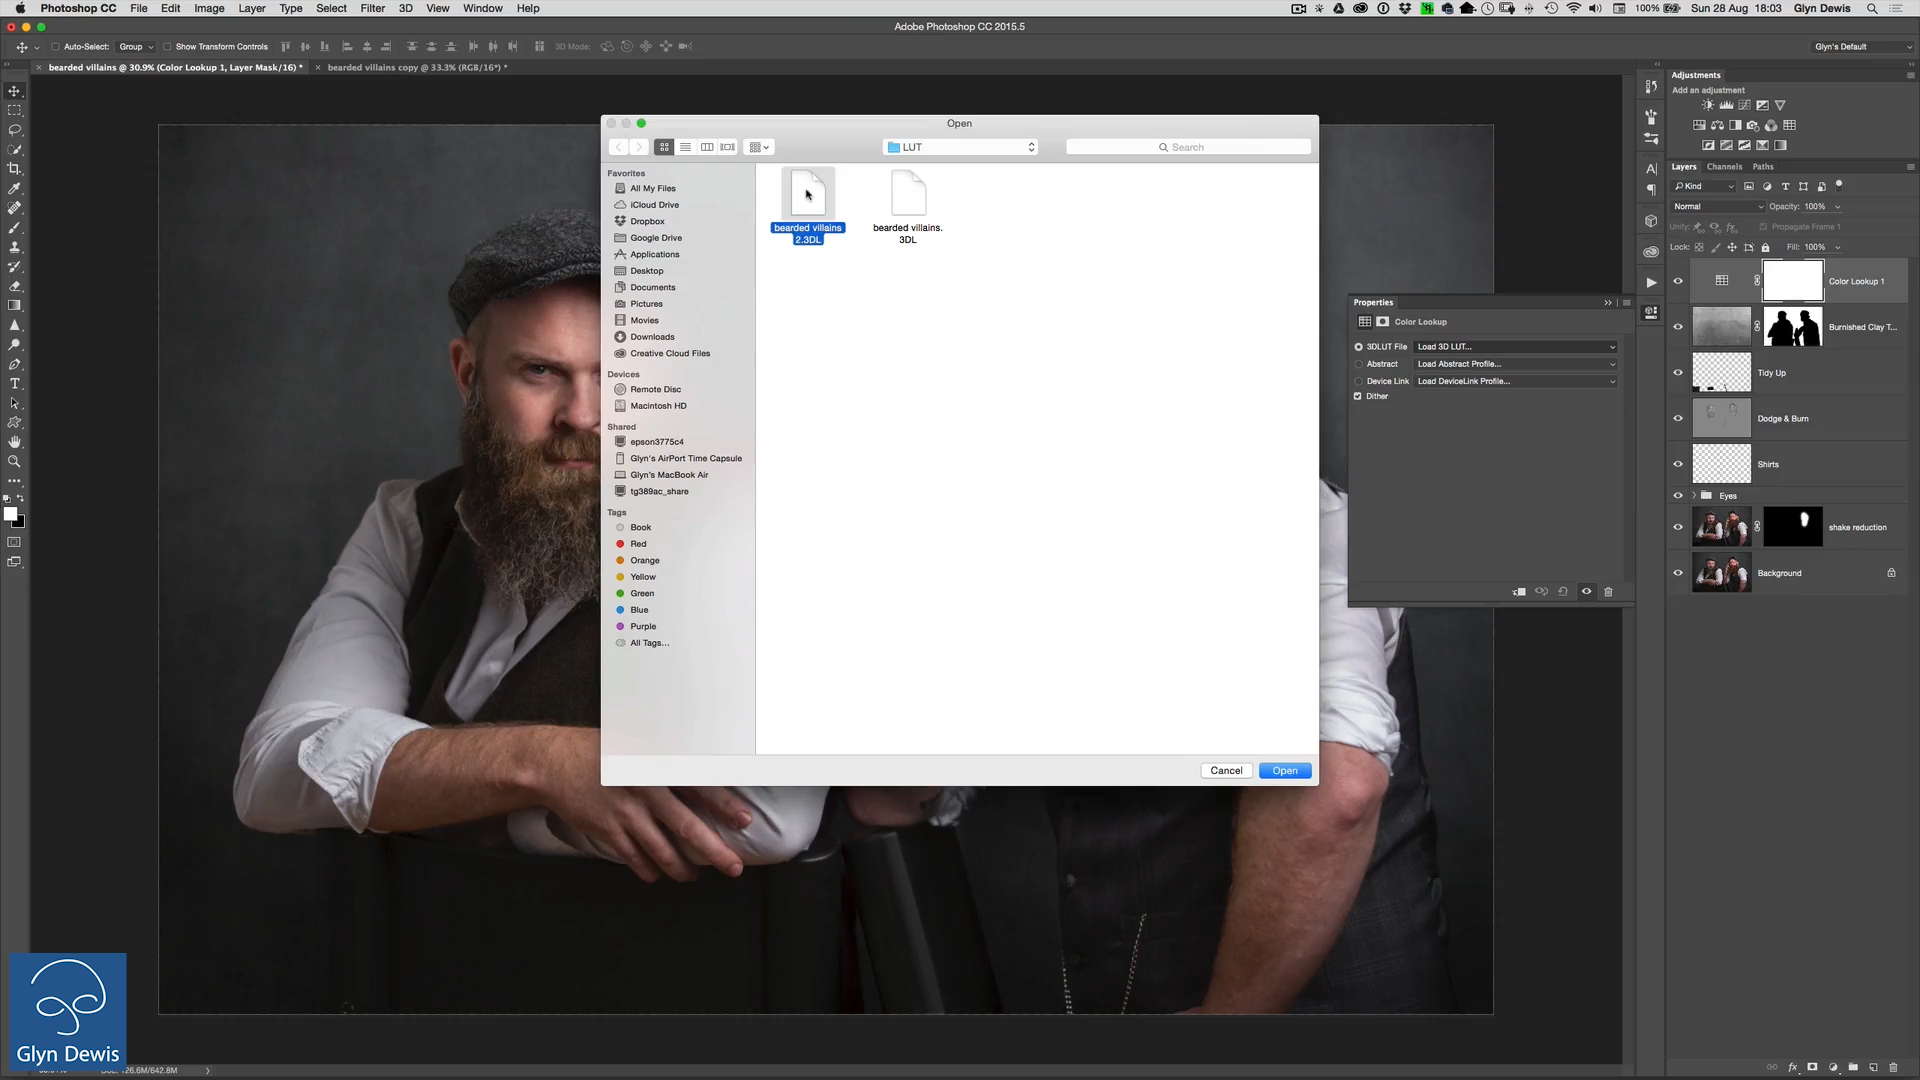 Photoshop CC File Edit Image Layer Type Select Filter 3D View Window Help 100% Sun 28 Aug 18:03 Glyn Dewis
Adobe Photoshop CC 2015.5
Auto-Select: Group Show Transform Controls 3D Mode: Glyn's Default
bearded villains @ 30.9% (Color Lookup 1, Layer Mask/16) * bearded villains copy @ 33.3% (RGB/16*) *
Open
LUT
Search
Favorites
All My Files
iCloud Drive
Dropbox
Google Drive
Applications
Desktop
Documents
Pictures
Movies
Downloads
Creative Cloud Files
Devices
Remote Disc
Macintosh HD
Shared
epson3775c4
Glyn's AirPort Time Capsule
Glyn's MacBook Air
tg389ac_share
Tags
Book
Red
Orange
Yellow
Green
Blue
Purple
All Tags...
bearded villains
2.3DL
bearded villains.
3DL
Cancel Open
Properties
Color Lookup
3DLUT File Load 3D LUT...
Abstract Load Abstract Profile...
Device Link Load DeviceLink Profile...
Dither
Adjustments
Add an adjustment
Layers Channels Paths
Kind
Normal Opacity: 100%
Unify: Propagate Frame 1
Lock: Fill: 100%
Color Lookup 1
Burnished Clay T...
Tidy Up
Dodge & Burn
Shirts
Eyes
shake reduction
Background
Glyn Dewis